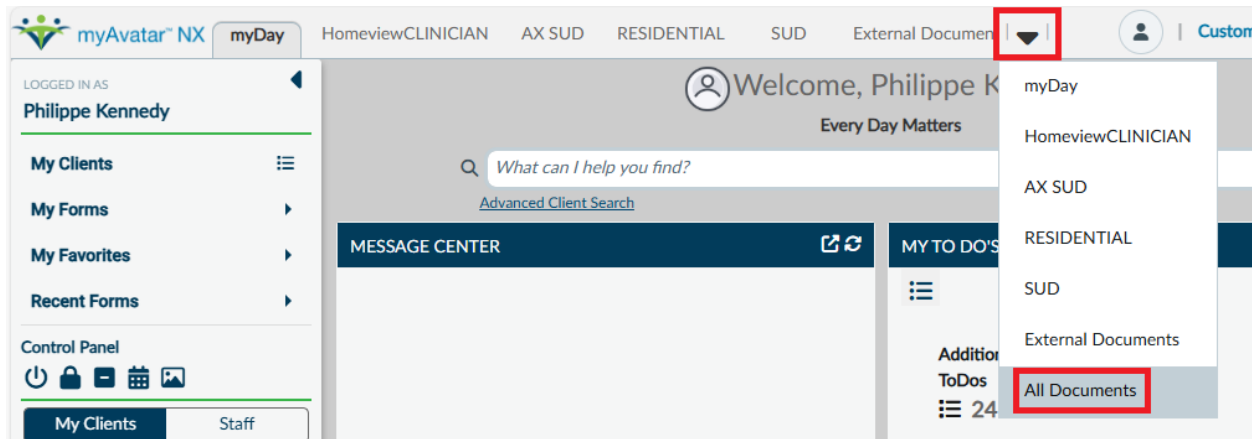 myAvatar™ NX
myDay
HomeviewCLINICIAN
AX SUD
RESIDENTIAL
SUD
External Documen
Custom
LOGGED IN AS
Philippe Kennedy
My Clients
My Forms
My Favorites
Recent Forms
Control Panel
My Clients
Staff
Welcome, Philippe K
Every Day Matters
What can I help you find?
Advanced Client Search
MESSAGE CENTER
MY TO DO'S
Addition
ToDos
24
myDay
HomeviewCLINICIAN
AX SUD
RESIDENTIAL
SUD
External Documents
All Documents